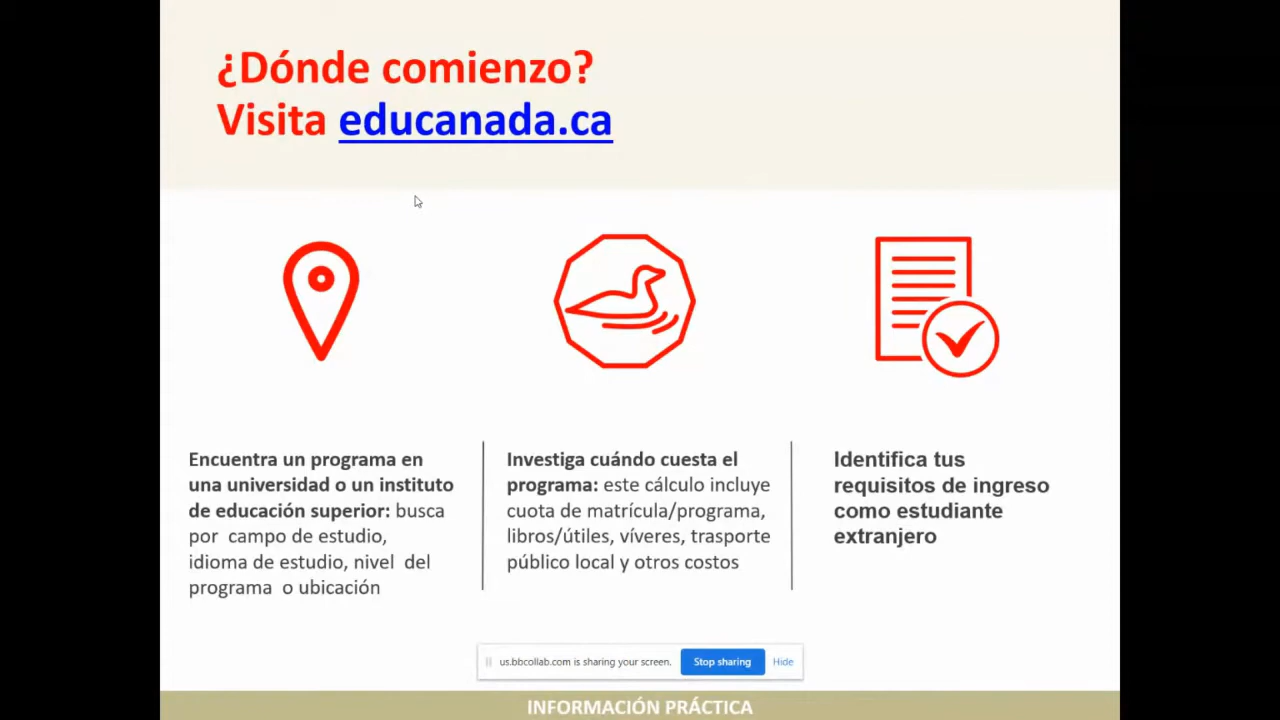 ¿Dónde comienzo?
Visita educanada.ca
Encuentra un programa en
una universidad o un instituto
de educación superior: busca
por campo de estudio,
idioma de estudio, nivel del
programa o ubicación
Investiga cuándo cuesta el
programa: este cálculo incluye
cuota de matrícula/programa,
libros/útiles, víveres, trasporte
público local y otros costos
Identifica tus
requisitos de ingreso
como estudiante
extranjero
us.bbcollab.com is sharing your screen.
Stop sharing
Hide
INFORMACIÓN PRÁCTICA